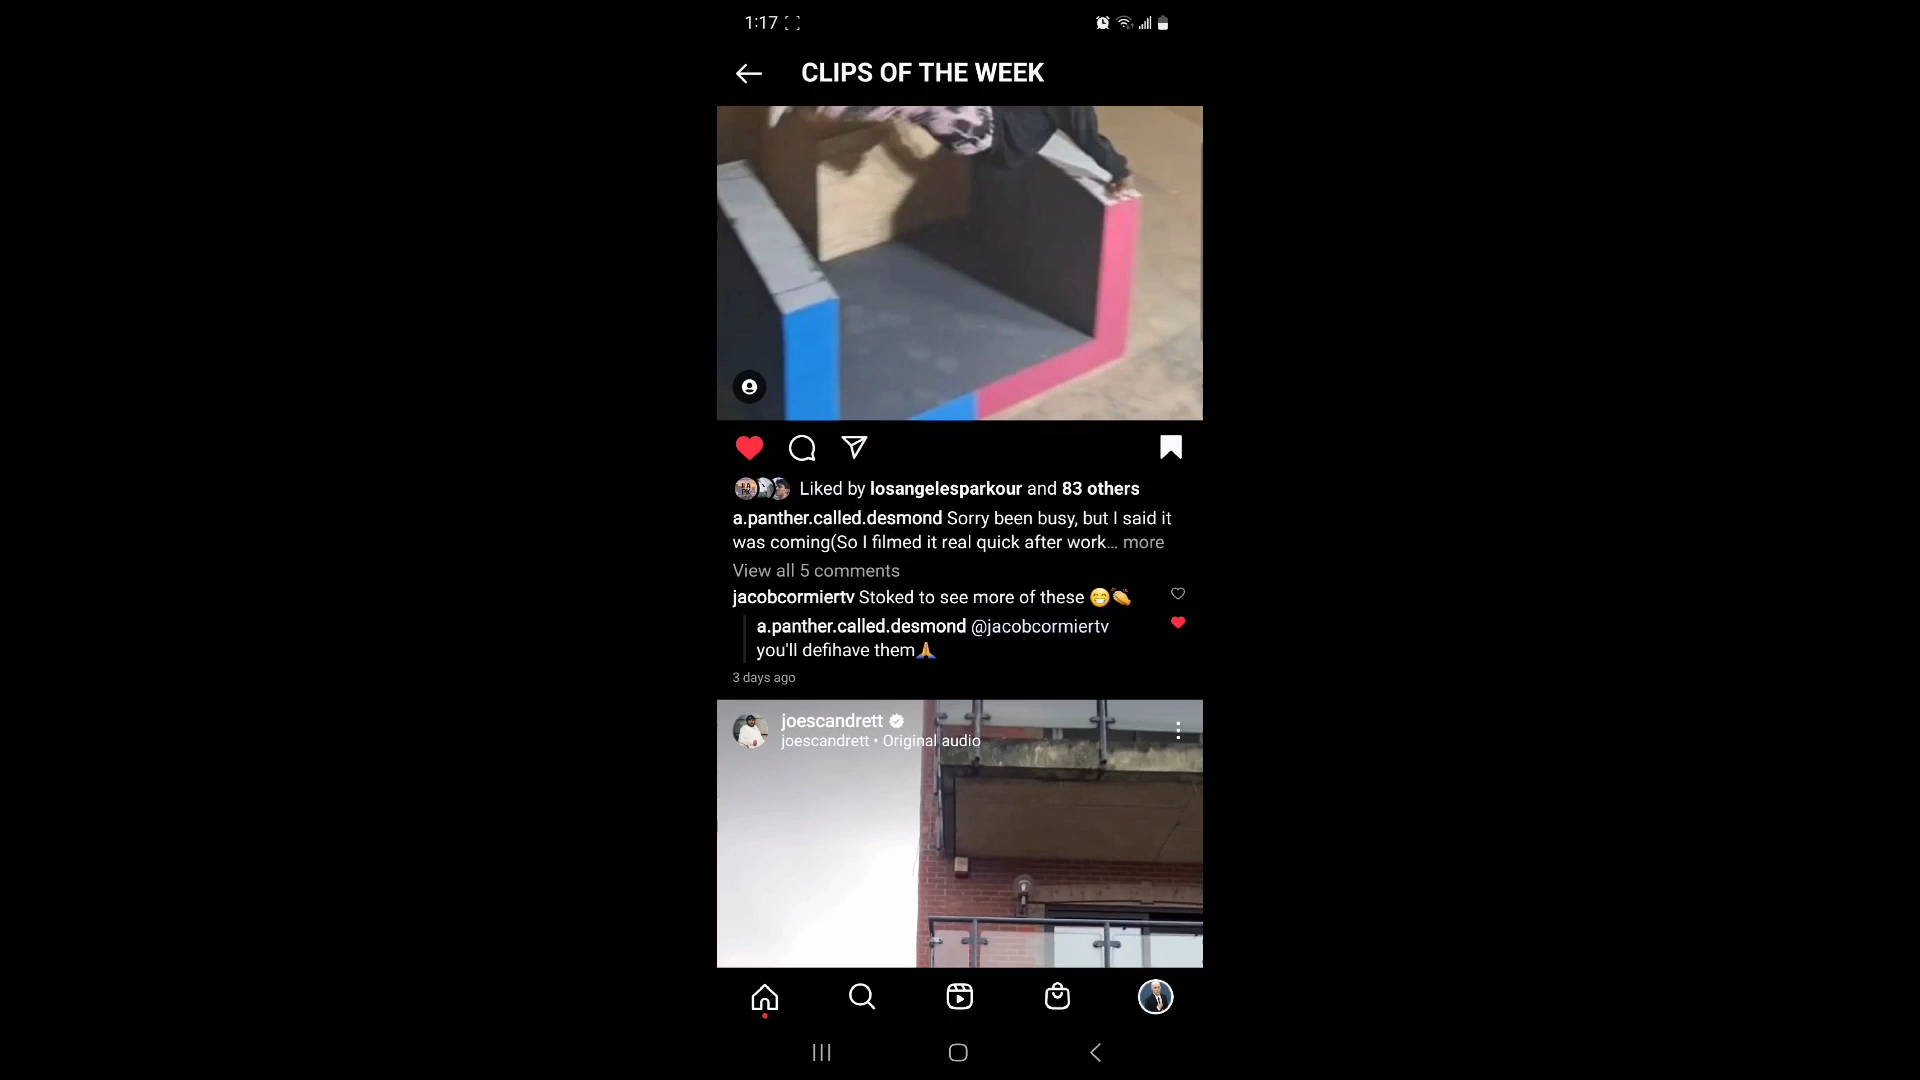 1:17
CLIPS OF THE WEEK
Liked by losangelesparkour and 83 others
a.panther.called.desmond Sorry been busy, but I said it
was coming(So I filmed it real quick after work... more
View all 5 comments
jacobcormiertv Stoked to see more of these 😁👏
a.panther.called.desmond @jacobcormiertv
you'll defihave them🙏
3 days ago
joescandrett
joescandrett • Original audio